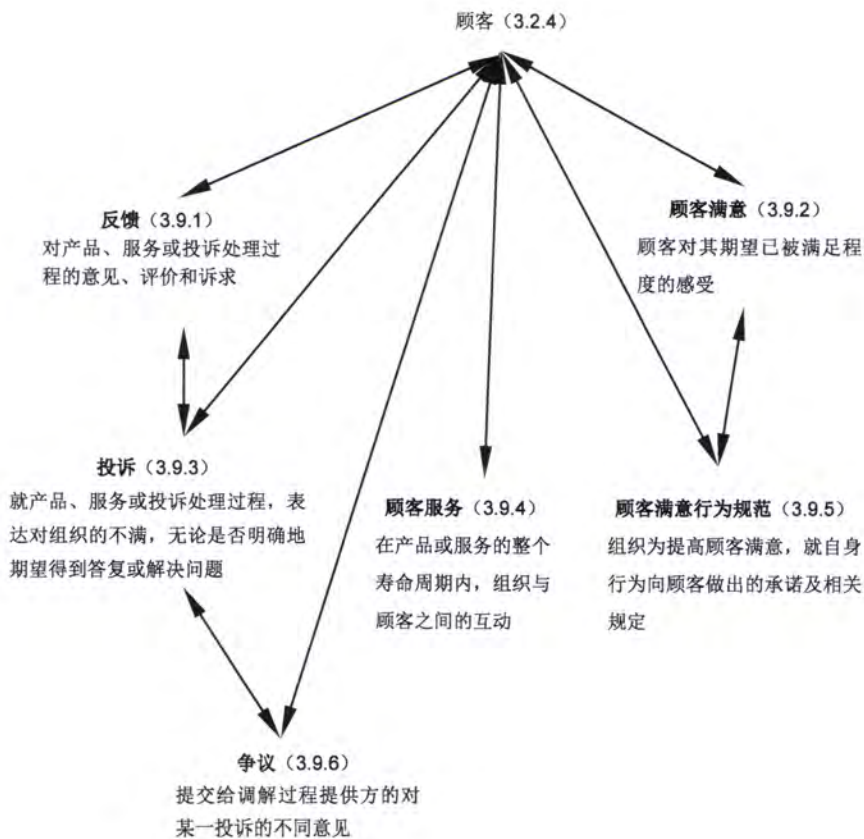 顾客（3.2.4）
反馈（3.9.1）
对产品、服务或投诉处理过
程的意见、评价和诉求
顾客满意（3.9.2）
顾客对其期望已被满足程
度的感受
投诉（3.9.3）
就产品、服务或投诉处理过程，表
达对组织的不满，无论是否明确地
期望得到答复或解决问题
顾客服务（3.9.4）
在产品或服务的整个
寿命周期内，组织与
顾客之间的互动
顾客满意行为规范（3.9.5）
组织为提高顾客满意，就自身
行为向顾客做出的承诺及相关
规定
争议（3.9.6）
提交给调解过程提供方的对
某一投诉的不同意见